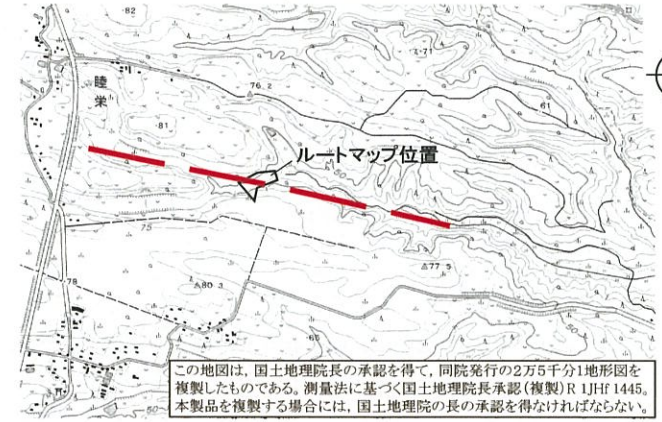 82
71
76.2
睦栄
81
61
50
ルートマップ位置
75
78
80.3
77.5
50
65
50
この地図は，国土地理院長の承認を得て，同院発行の2万5千分1地形図を
複製したものである。測量法に基づく国土地理院長承認（複製）R 1JHf 1445。
本製品を複製する場合には，国土地理院の長の承認を得なければならない。